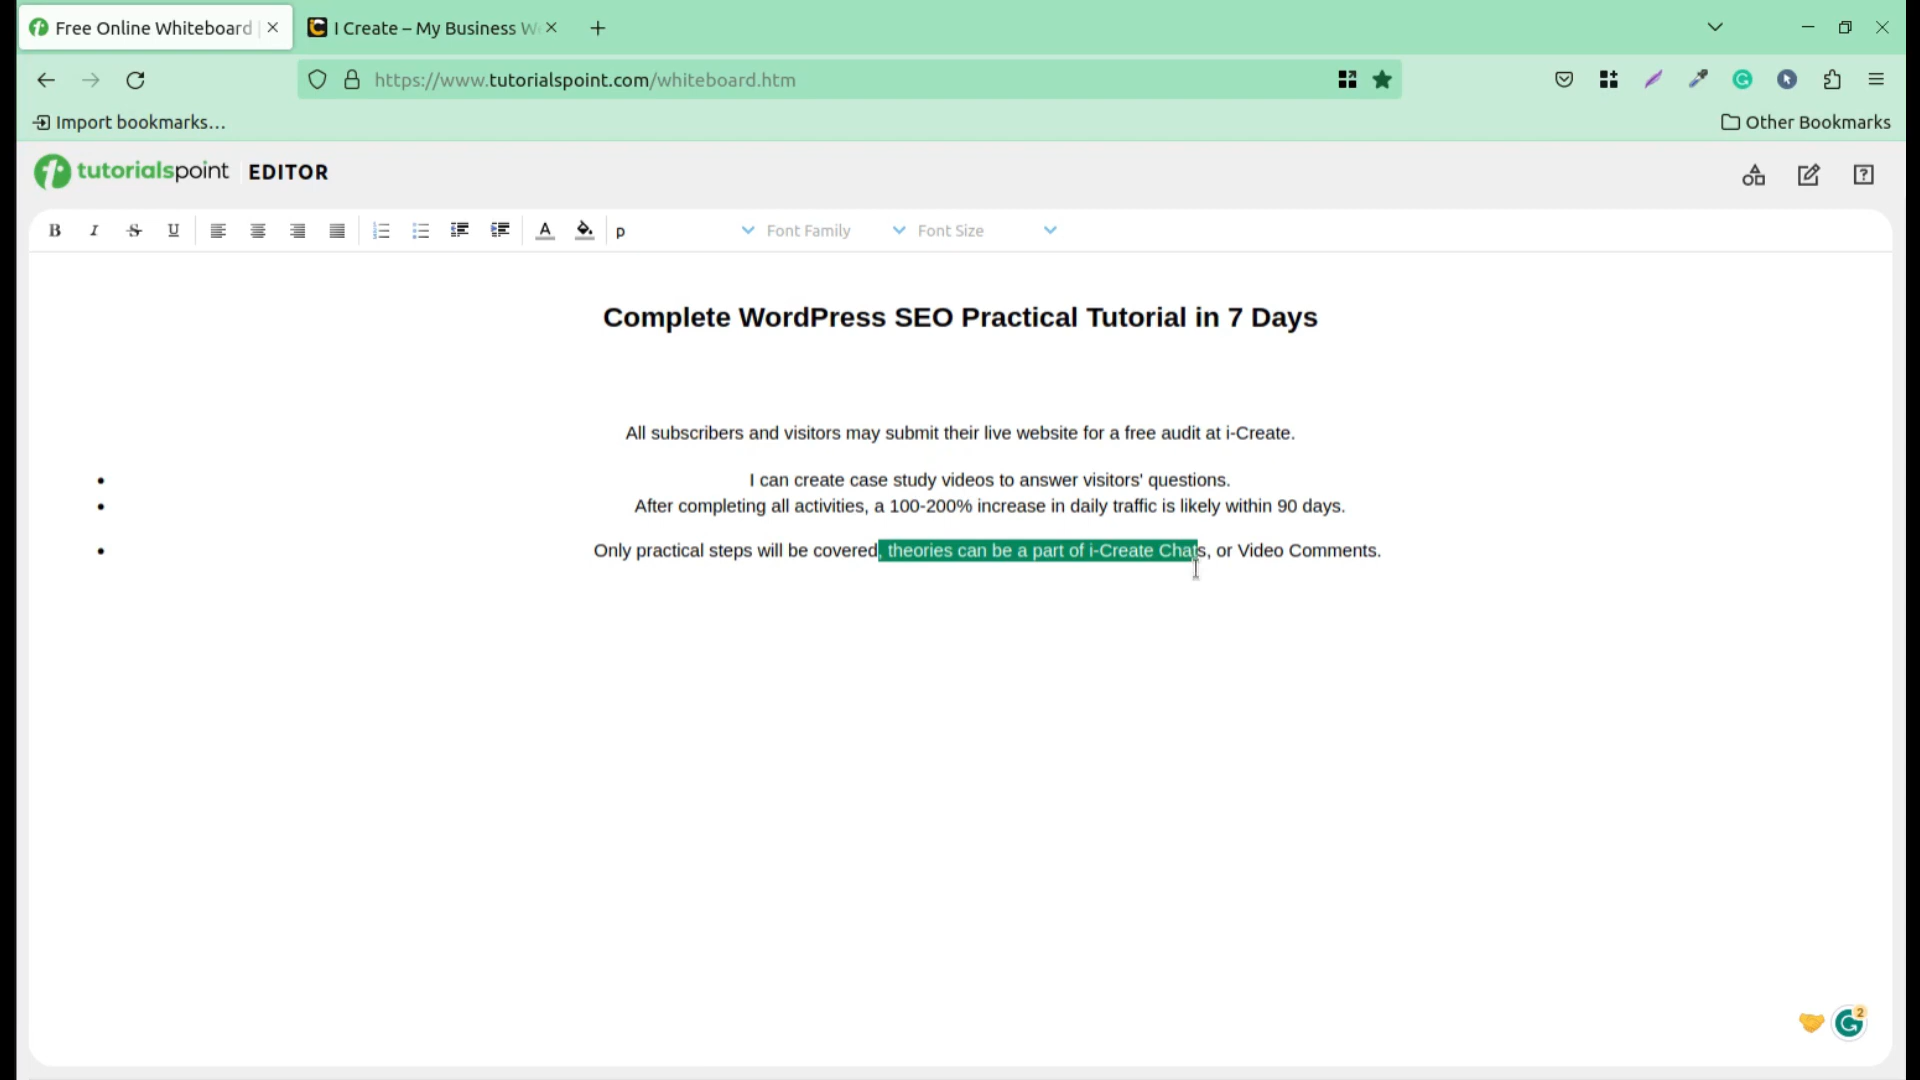 Free Online Whiteboard
I Create – My Business W
https://www.tutorialspoint.com/whiteboard.htm
Import bookmarks...
Other Bookmarks
tutorialspoint EDITOR
B I S U A p Font Family Font Size
Complete WordPress SEO Practical Tutorial in 7 Days
All subscribers and visitors may submit their live website for a free audit at i-Create.
• I can create case study videos to answer visitors' questions.
• After completing all activities, a 100-200% increase in daily traffic is likely within 90 days.
• Only practical steps will be covered, theories can be a part of i-Create Chats, or Video Comments.
2